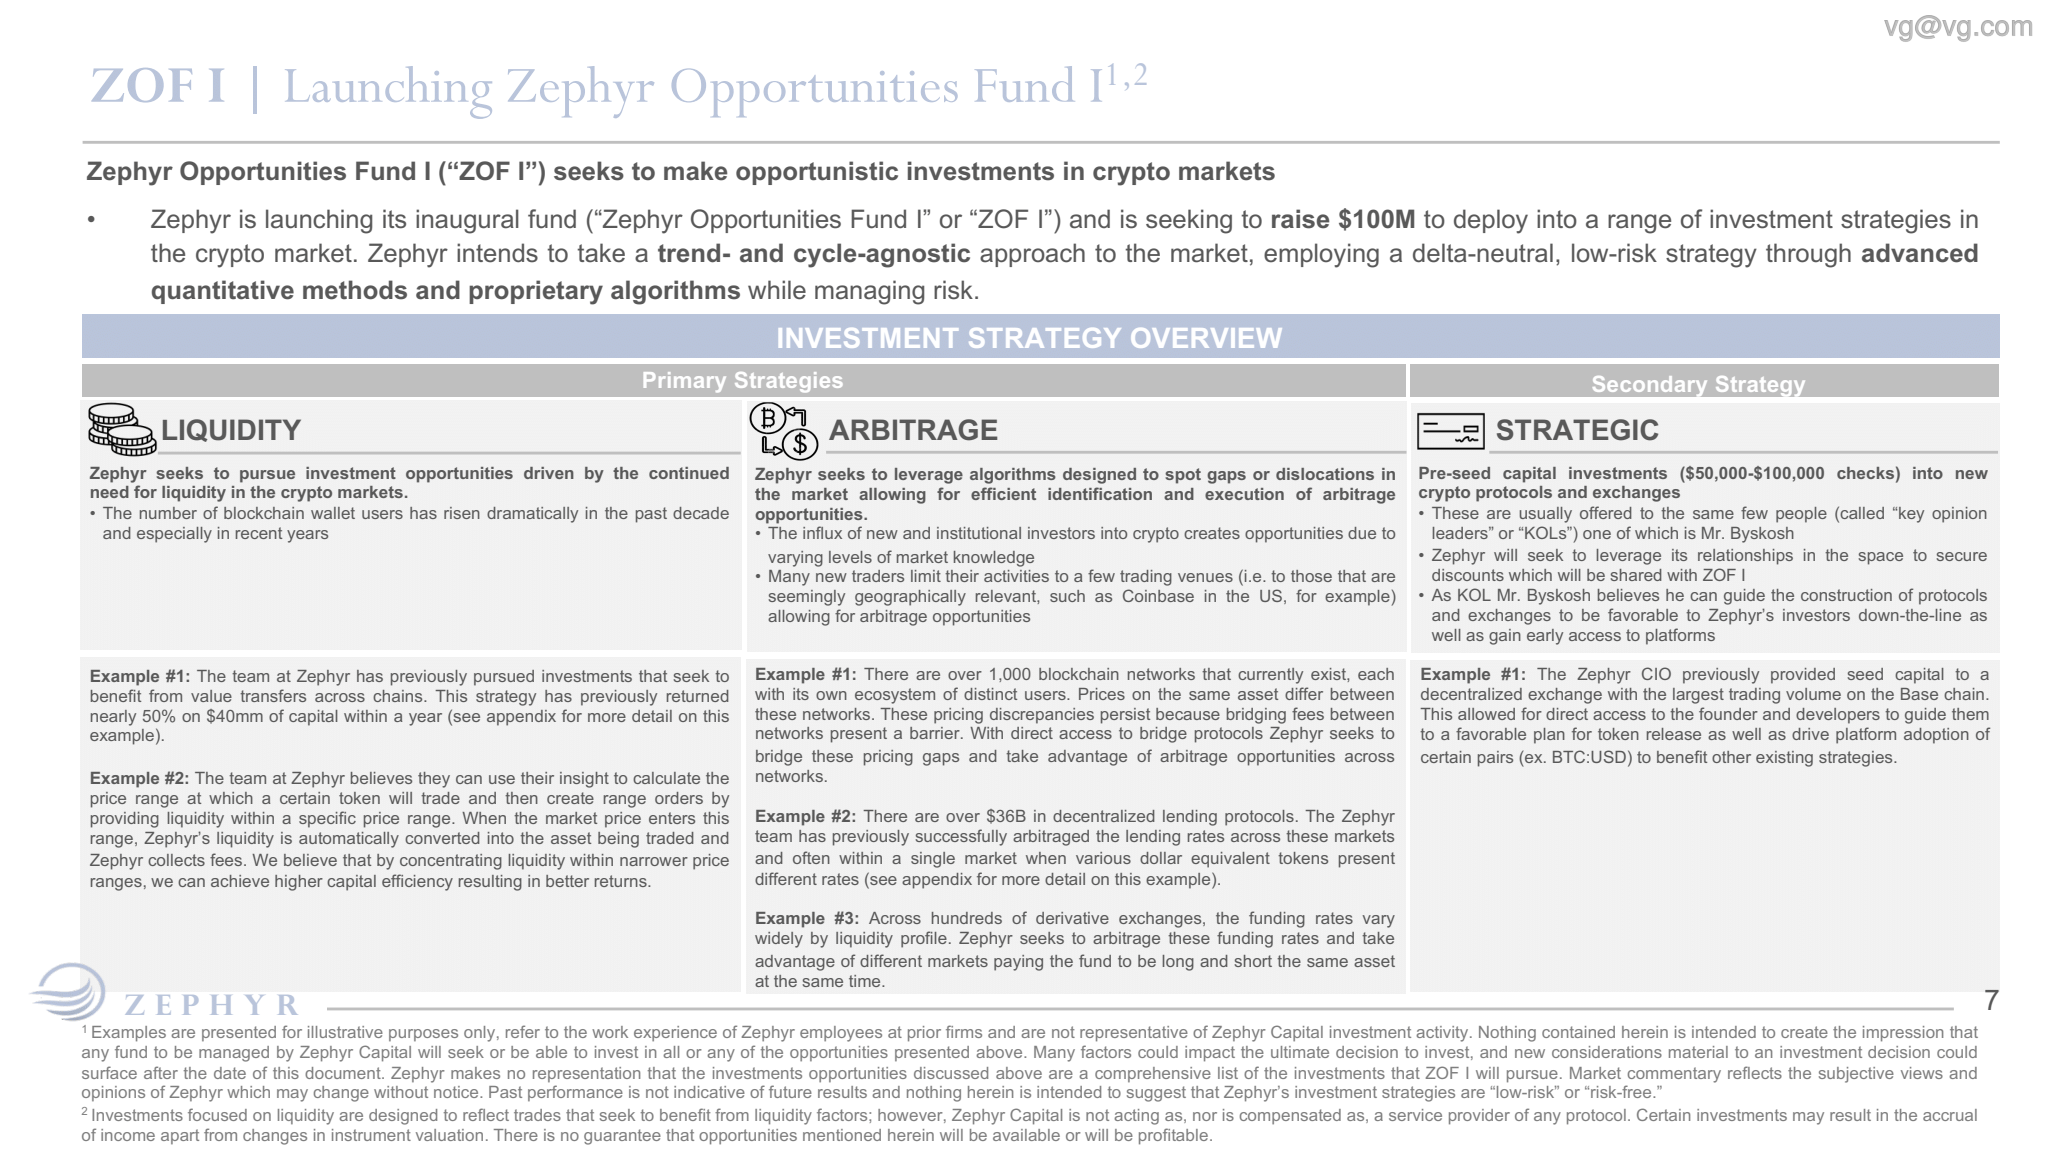 vg@vg.com
ZOF I | Launching Zephyr Opportunities Fund I1,2
Zephyr Opportunities Fund I (“ZOF I”) seeks to make opportunistic investments in crypto markets
• Zephyr is launching its inaugural fund (“Zephyr Opportunities Fund I” or “ZOF I”) and is seeking to raise $100M to deploy into a range of investment strategies in
the crypto market. Zephyr intends to take a trend- and cycle-agnostic approach to the market, employing a delta-neutral, low-risk strategy through advanced
quantitative methods and proprietary algorithms while managing risk.
INVESTMENT STRATEGY OVERVIEW
Primary Strategies
Secondary Strategy
LIQUIDITY
Zephyr seeks to pursue investment opportunities driven by the continued
need for liquidity in the crypto markets.
• The number of blockchain wallet users has risen dramatically in the past decade
and especially in recent years
Example #1: The team at Zephyr has previously pursued investments that seek to
benefit from value transfers across chains. This strategy has previously returned
nearly 50% on $40mm of capital within a year (see appendix for more detail on this
example).
Example #2: The team at Zephyr believes they can use their insight to calculate the
price range at which a certain token will trade and then create range orders by
providing liquidity within a specific price range. When the market price enters this
range, Zephyr’s liquidity is automatically converted into the asset being traded and
Zephyr collects fees. We believe that by concentrating liquidity within narrower price
ranges, we can achieve higher capital efficiency resulting in better returns.
ARBITRAGE
Zephyr seeks to leverage algorithms designed to spot gaps or dislocations in
the market allowing for efficient identification and execution of arbitrage
opportunities.
• The influx of new and institutional investors into crypto creates opportunities due to
varying levels of market knowledge
• Many new traders limit their activities to a few trading venues (i.e. to those that are
seemingly geographically relevant, such as Coinbase in the US, for example)
allowing for arbitrage opportunities
Example #1: There are over 1,000 blockchain networks that currently exist, each
with its own ecosystem of distinct users. Prices on the same asset differ between
these networks. These pricing discrepancies persist because bridging fees between
networks present a barrier. With direct access to bridge protocols Zephyr seeks to
bridge these pricing gaps and take advantage of arbitrage opportunities across
networks.
Example #2: There are over $36B in decentralized lending protocols. The Zephyr
team has previously successfully arbitraged the lending rates across these markets
and often within a single market when various dollar equivalent tokens present
different rates (see appendix for more detail on this example).
Example #3: Across hundreds of derivative exchanges, the funding rates vary
widely by liquidity profile. Zephyr seeks to arbitrage these funding rates and take
advantage of different markets paying the fund to be long and short the same asset
at the same time.
STRATEGIC
Pre-seed capital investments ($50,000-$100,000 checks) into new
crypto protocols and exchanges
• These are usually offered to the same few people (called “key opinion
leaders” or “KOLs”) one of which is Mr. Byskosh
• Zephyr will seek to leverage its relationships in the space to secure
discounts which will be shared with ZOF I
• As KOL Mr. Byskosh believes he can guide the construction of protocols
and exchanges to be favorable to Zephyr’s investors down-the-line as
well as gain early access to platforms
Example #1: The Zephyr CIO previously provided seed capital to a
decentralized exchange with the largest trading volume on the Base chain.
This allowed for direct access to the founder and developers to guide them
to a favorable plan for token release as well as drive platform adoption of
certain pairs (ex. BTC:USD) to benefit other existing strategies.
ZEPHYR
7
1 Examples are presented for illustrative purposes only, refer to the work experience of Zephyr employees at prior firms and are not representative of Zephyr Capital investment activity. Nothing contained herein is intended to create the impression that
any fund to be managed by Zephyr Capital will seek or be able to invest in all or any of the opportunities presented above. Many factors could impact the ultimate decision to invest, and new considerations material to an investment decision could
surface after the date of this document. Zephyr makes no representation that the investments opportunities discussed above are a comprehensive list of the investments that ZOF I will pursue. Market commentary reflects the subjective views and
opinions of Zephyr which may change without notice. Past performance is not indicative of future results and nothing herein is intended to suggest that Zephyr’s investment strategies are “low-risk” or “risk-free.”
2 Investments focused on liquidity are designed to reflect trades that seek to benefit from liquidity factors; however, Zephyr Capital is not acting as, nor is compensated as, a service provider of any protocol. Certain investments may result in the accrual
of income apart from changes in instrument valuation. There is no guarantee that opportunities mentioned herein will be available or will be profitable.